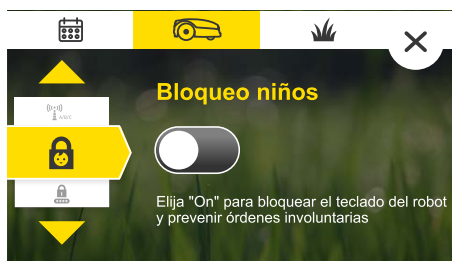 A/B/C
Bloqueo niños
Elija "On" para bloquear el teclado del robot
y prevenir órdenes involuntarias